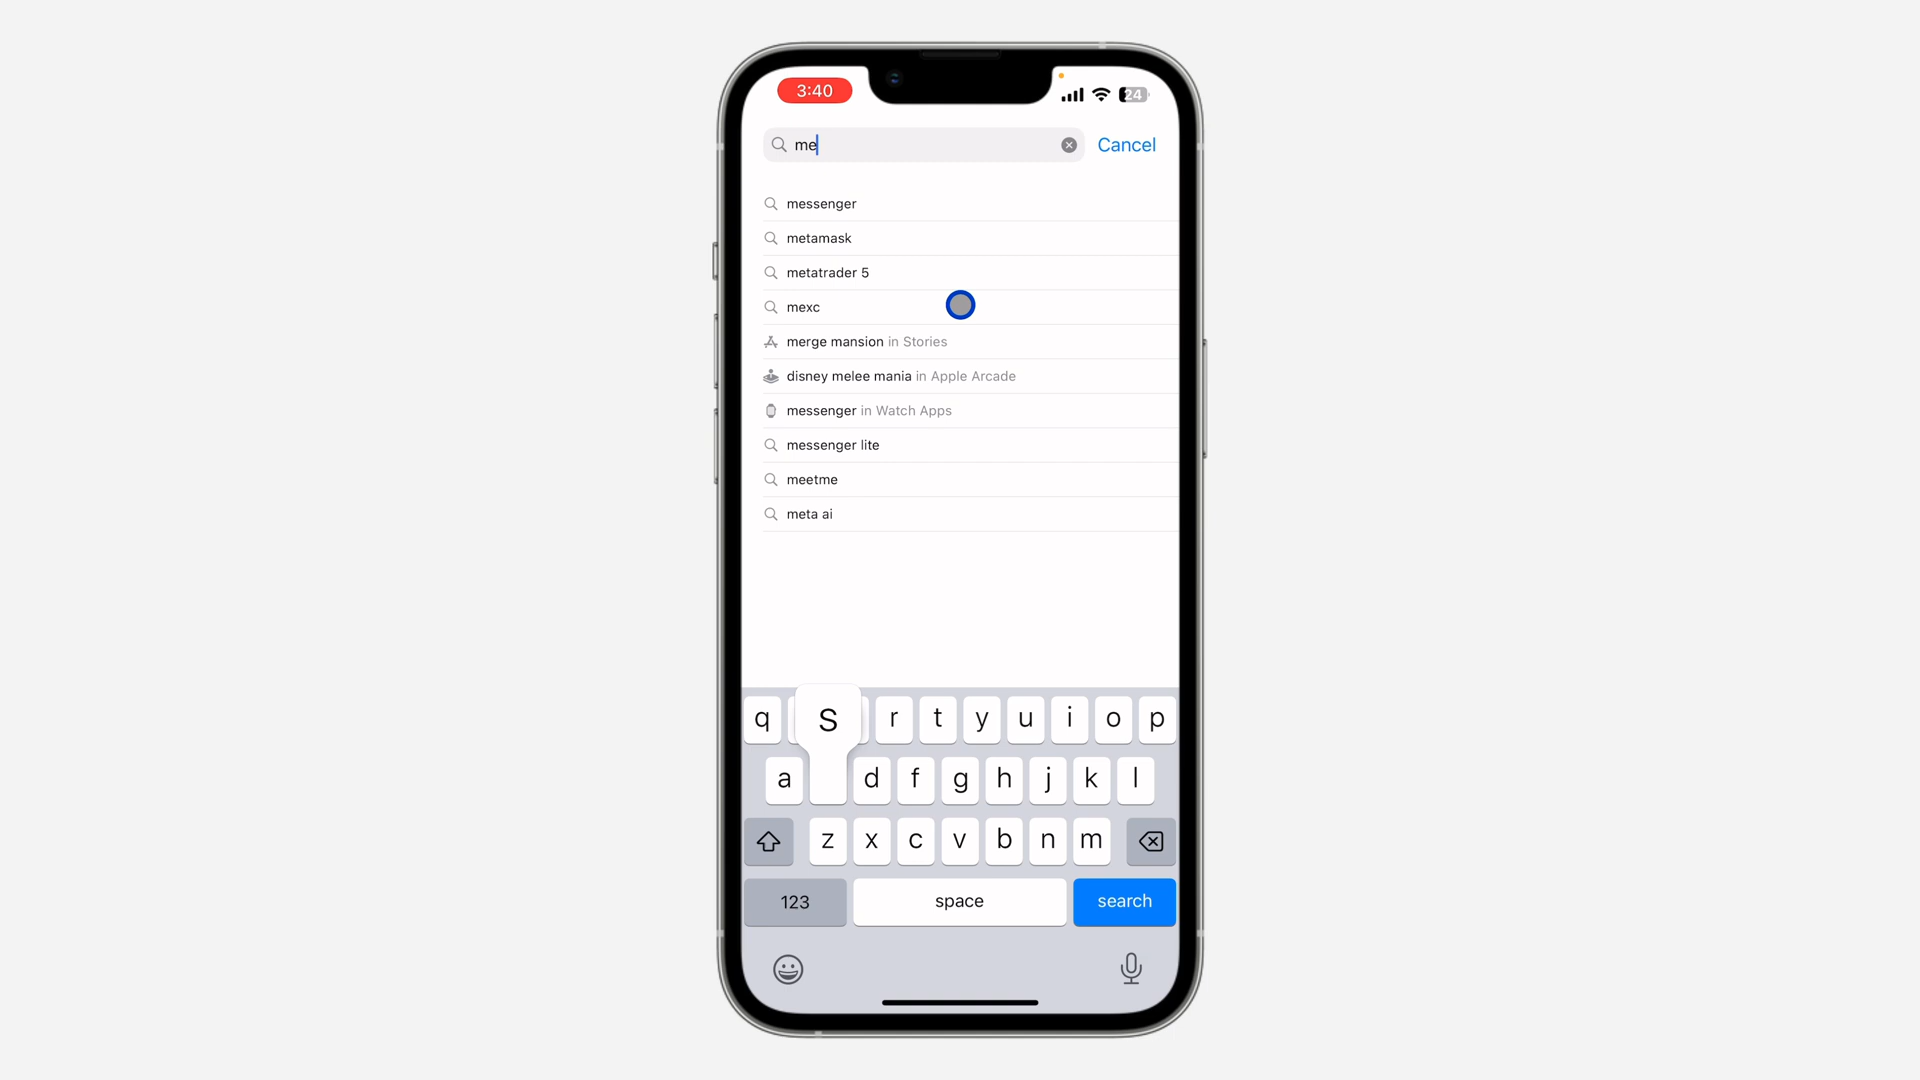 3:40
24
me
Cancel
messenger
metamask
metatrader 5
mexc
merge mansion in Stories
disney melee mania in Apple Arcade
messenger in Watch Apps
messenger lite
meetme
meta ai
q S r t y u i o p
a d f g h j k l
z x c v b n m
123 space search